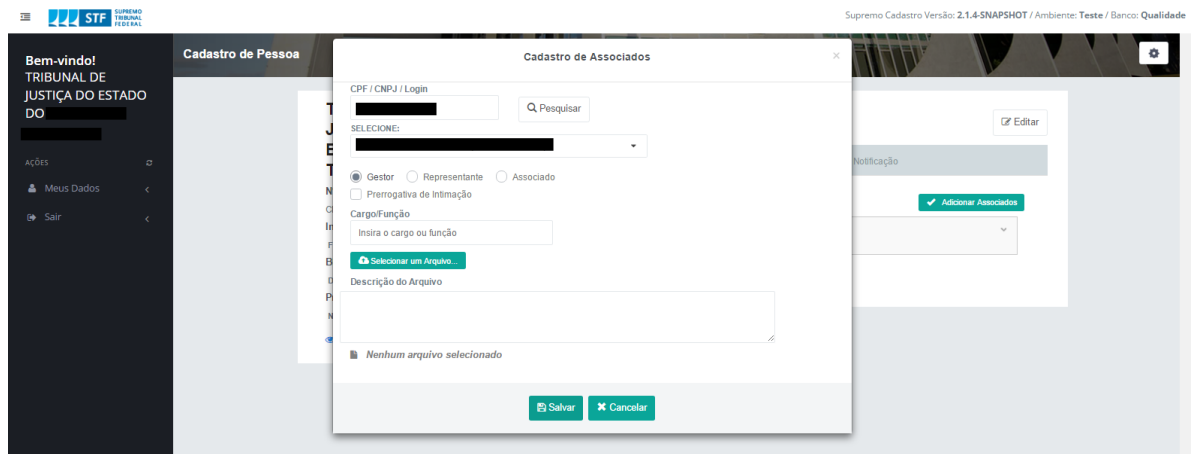 STF SUPREMO TRIBUNAL FEDERAL
Supremo Cadastro Versão: 2.1.4-SNAPSHOT / Ambiente: Teste / Banco: Qualidade
Bem-vindo!
TRIBUNAL DE
JUSTIÇA DO ESTADO
DO
AÇÕES
Meus Dados
Sair
Cadastro de Pessoa
Cadastro de Associados
CPF / CNPJ / Login
Pesquisar
SELECIONE:
Gestor Representante Associado
Prerrogativa de Intimação
Cargo/Função
Insira o cargo ou função
Selecionar um Arquivo...
Descrição do Arquivo
Nenhum arquivo selecionado
Salvar Cancelar
Editar
Notificação
Adicionar Associados